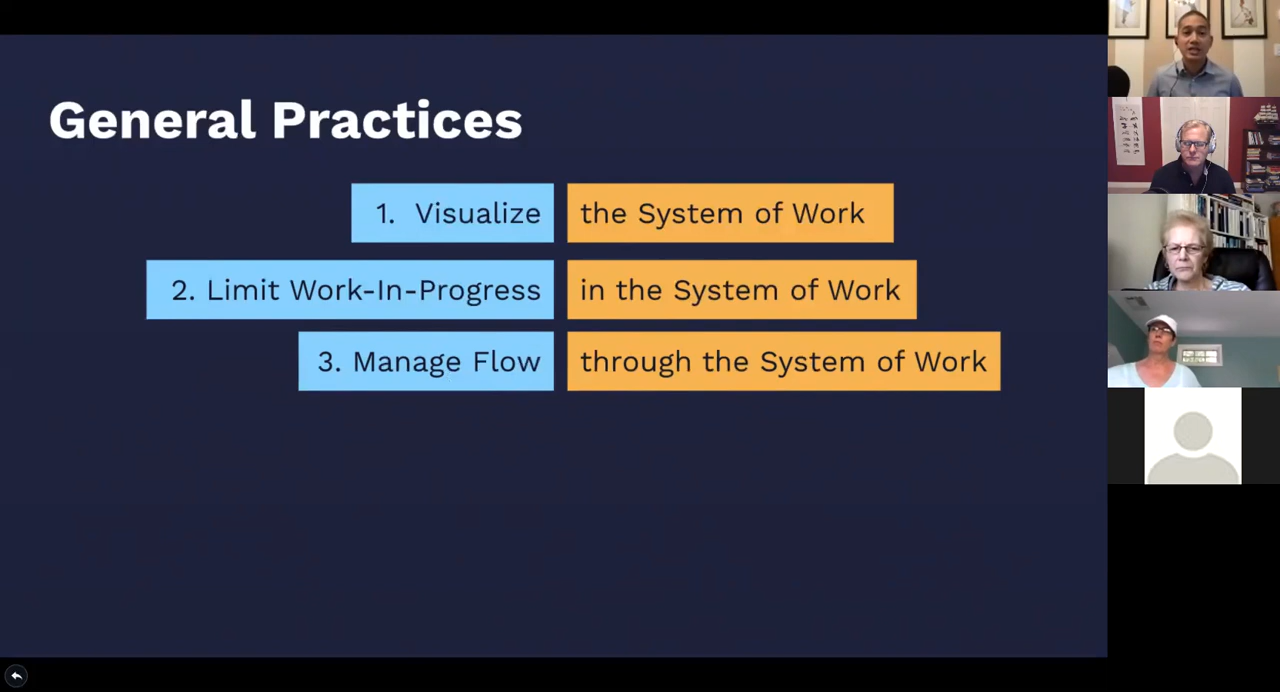 General Practices
1. Visualize the System of Work
2. Limit Work-In-Progress in the System of Work
3. Manage Flow through the System of Work